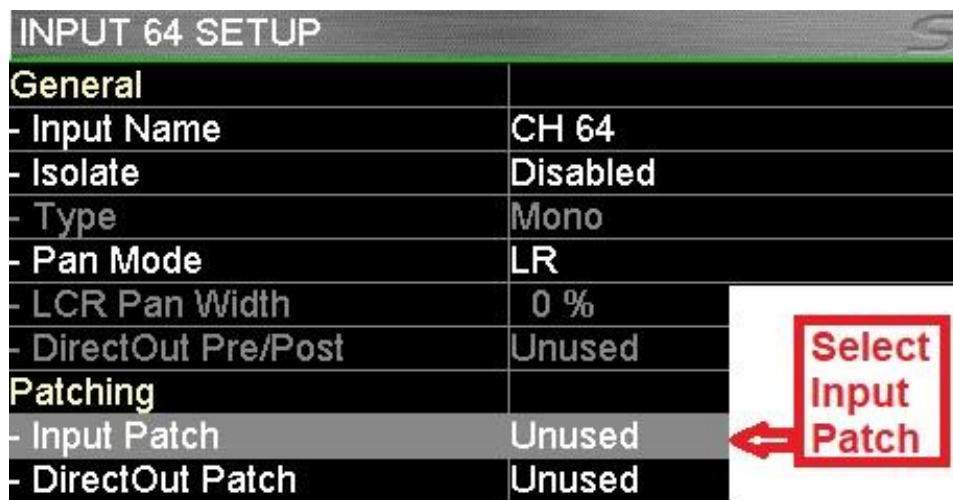 INPUT 64 SETUP
General
- Input Name CH 64
- Isolate Disabled
- Type Mono
- Pan Mode LR
- LCR Pan Width 0 %
- DirectOut Pre/Post Unused
Patching
- Input Patch Unused
- DirectOut Patch Unused
Select
Input
Patch